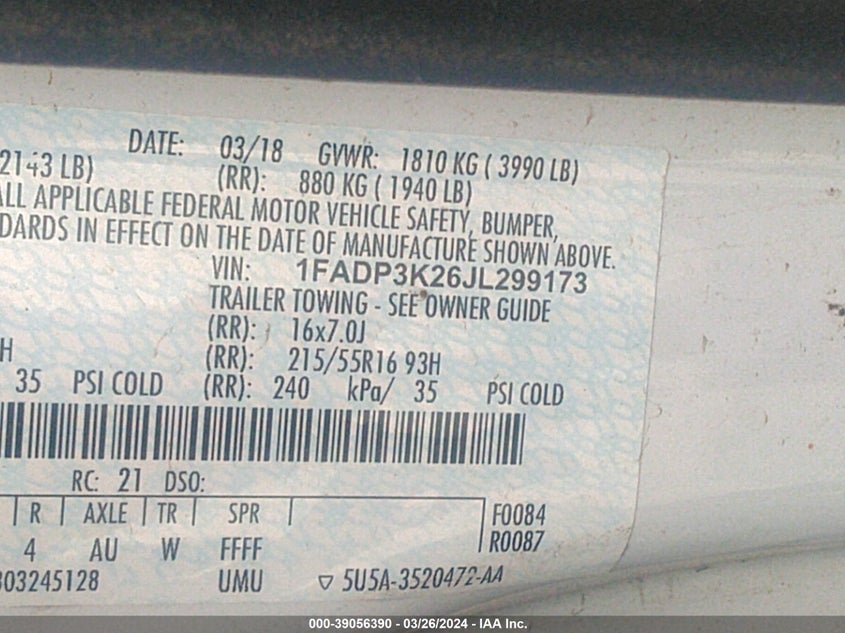 DATE: 03/18 GVWR: 1810 KG ( 3990 LB)
2143 LB) (RR): 880 KG ( 1940 LB)
ALL APPLICABLE FEDERAL MOTOR VEHICLE SAFETY, BUMPER,
DARDS IN EFFECT ON THE DATE OF MANUFACTURE SHOWN ABOVE.
VIN: 1FADP3K26JL299173
TRAILER TOWING - SEE OWNER GUIDE
(RR): 16x7.0J
H (RR): 215/55R16 93H
35 PSI COLD (RR): 240 kPa/ 35 PSI COLD
RC: 21 DSO:
R AXLE TR SPR F0084
4 AU W FFFF R0087
303245128 UMU ▽ 5U5A-3520472-AA
000-39056390 - 03/26/2024 - IAA Inc.